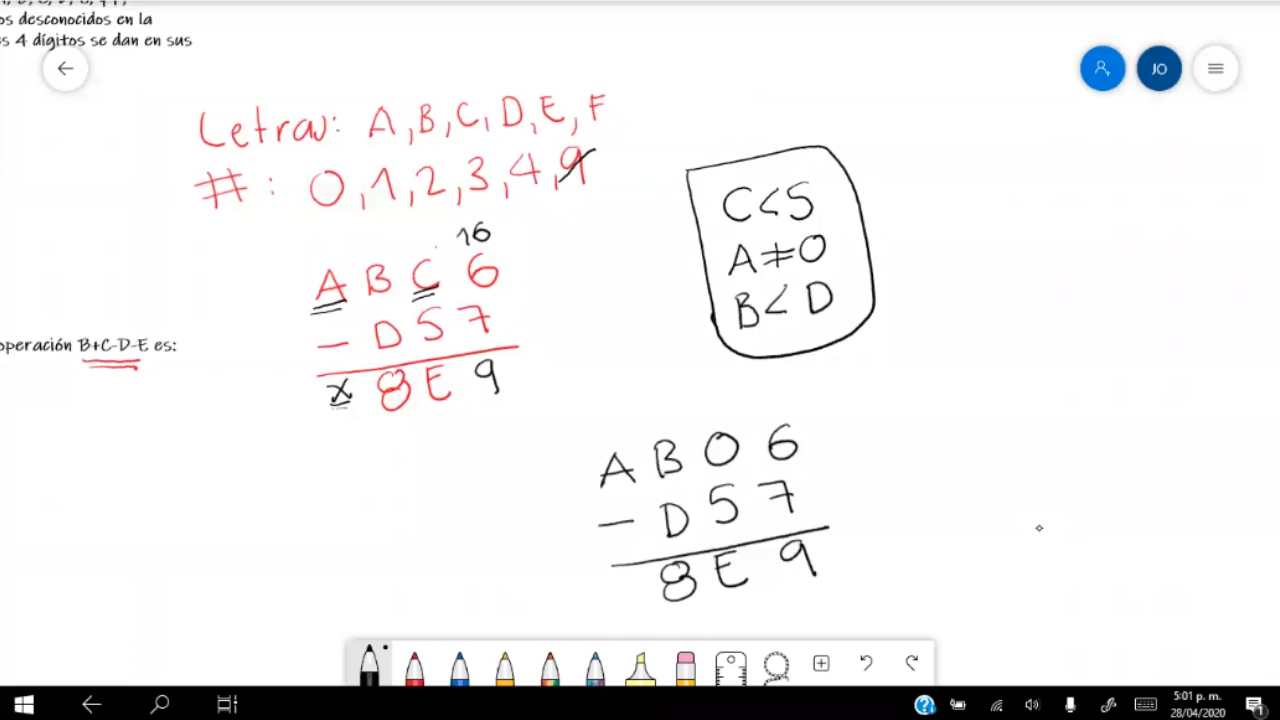 os desconocidos en la
s 4 dígitos se dan en sus
JO
Letras: A, B, C, D, E, F
#: 0, 1, 2, 3, 4, 9
16
A B C 6
- D 5 7
x 8 E 9
C<5
A≠0
B<D
operación B+C-D-E es:
A B 0 6
- D 5 7
8 E 9
5:01 p. m.
28/04/2020
1